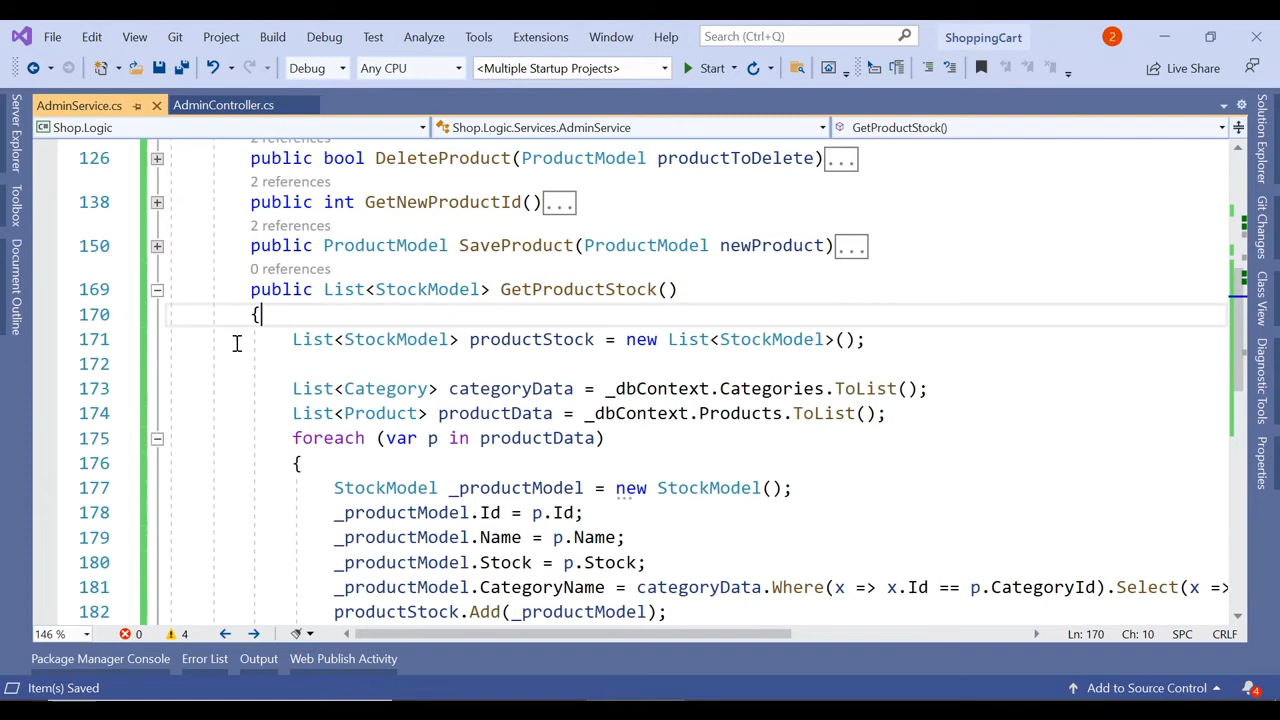 File Edit View Git Project Build Debug Test Analyze Tools Extensions Window Help Search (Ctrl+Q) ShoppingCart 2
Debug Any CPU <Multiple Startup Projects> Start Live Share
AdminService.cs AdminController.cs
Shop.Logic Shop.Logic.Services.AdminService GetProductStock()
Server Explorer
Toolbox
Document Outline
2 references
126 public bool DeleteProduct(ProductModel productToDelete)...
2 references
138 public int GetNewProductId()...
2 references
150 public ProductModel SaveProduct(ProductModel newProduct)...
0 references
169 public List<StockModel> GetProductStock()
170 {
171 List<StockModel> productStock = new List<StockModel>();
172
173 List<Category> categoryData = _dbContext.Categories.ToList();
174 List<Product> productData = _dbContext.Products.ToList();
175 foreach (var p in productData)
176 {
177 StockModel _productModel = new StockModel();
178 _productModel.Id = p.Id;
179 _productModel.Name = p.Name;
180 _productModel.Stock = p.Stock;
181 _productModel.CategoryName = categoryData.Where(x => x.Id == p.CategoryId).Select(x =>
182 productStock.Add(_productModel);
Solution Explorer
Git Changes
Class View
Diagnostic Tools
Properties
146 % 0 4 Ln: 170 Ch: 10 SPC CRLF
Package Manager Console Error List Output Web Publish Activity
Item(s) Saved Add to Source Control 4